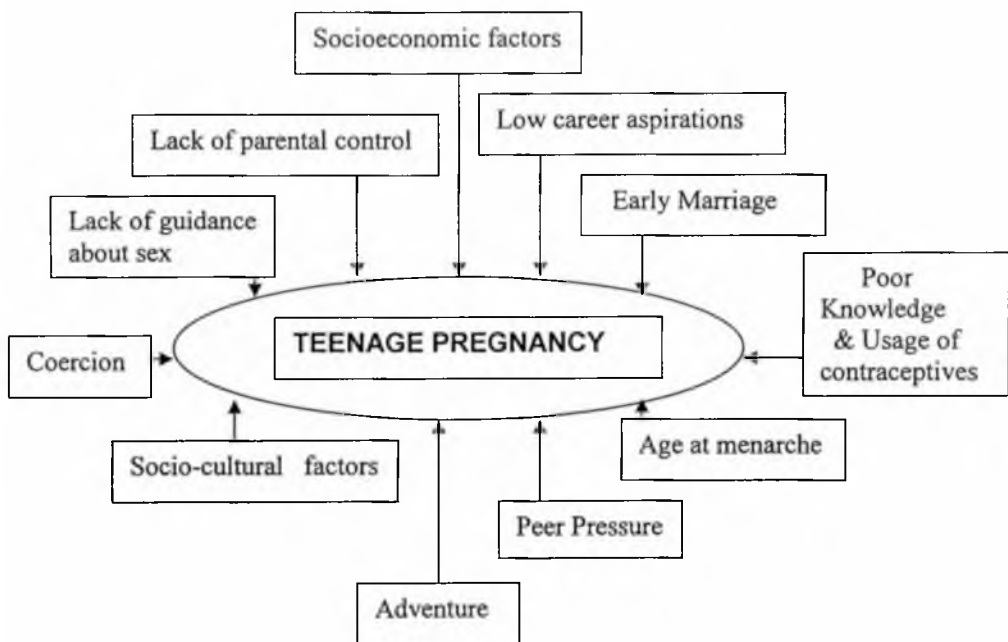 Socioeconomic factors
Low career aspirations
Lack of parental control
Early Marriage
Lack of guidance
about sex
Poor
Knowledge
& Usage of
contraceptives
TEENAGE PREGNANCY
Coercion
Age at menarche
Socio-cultural factors
Peer Pressure
Adventure